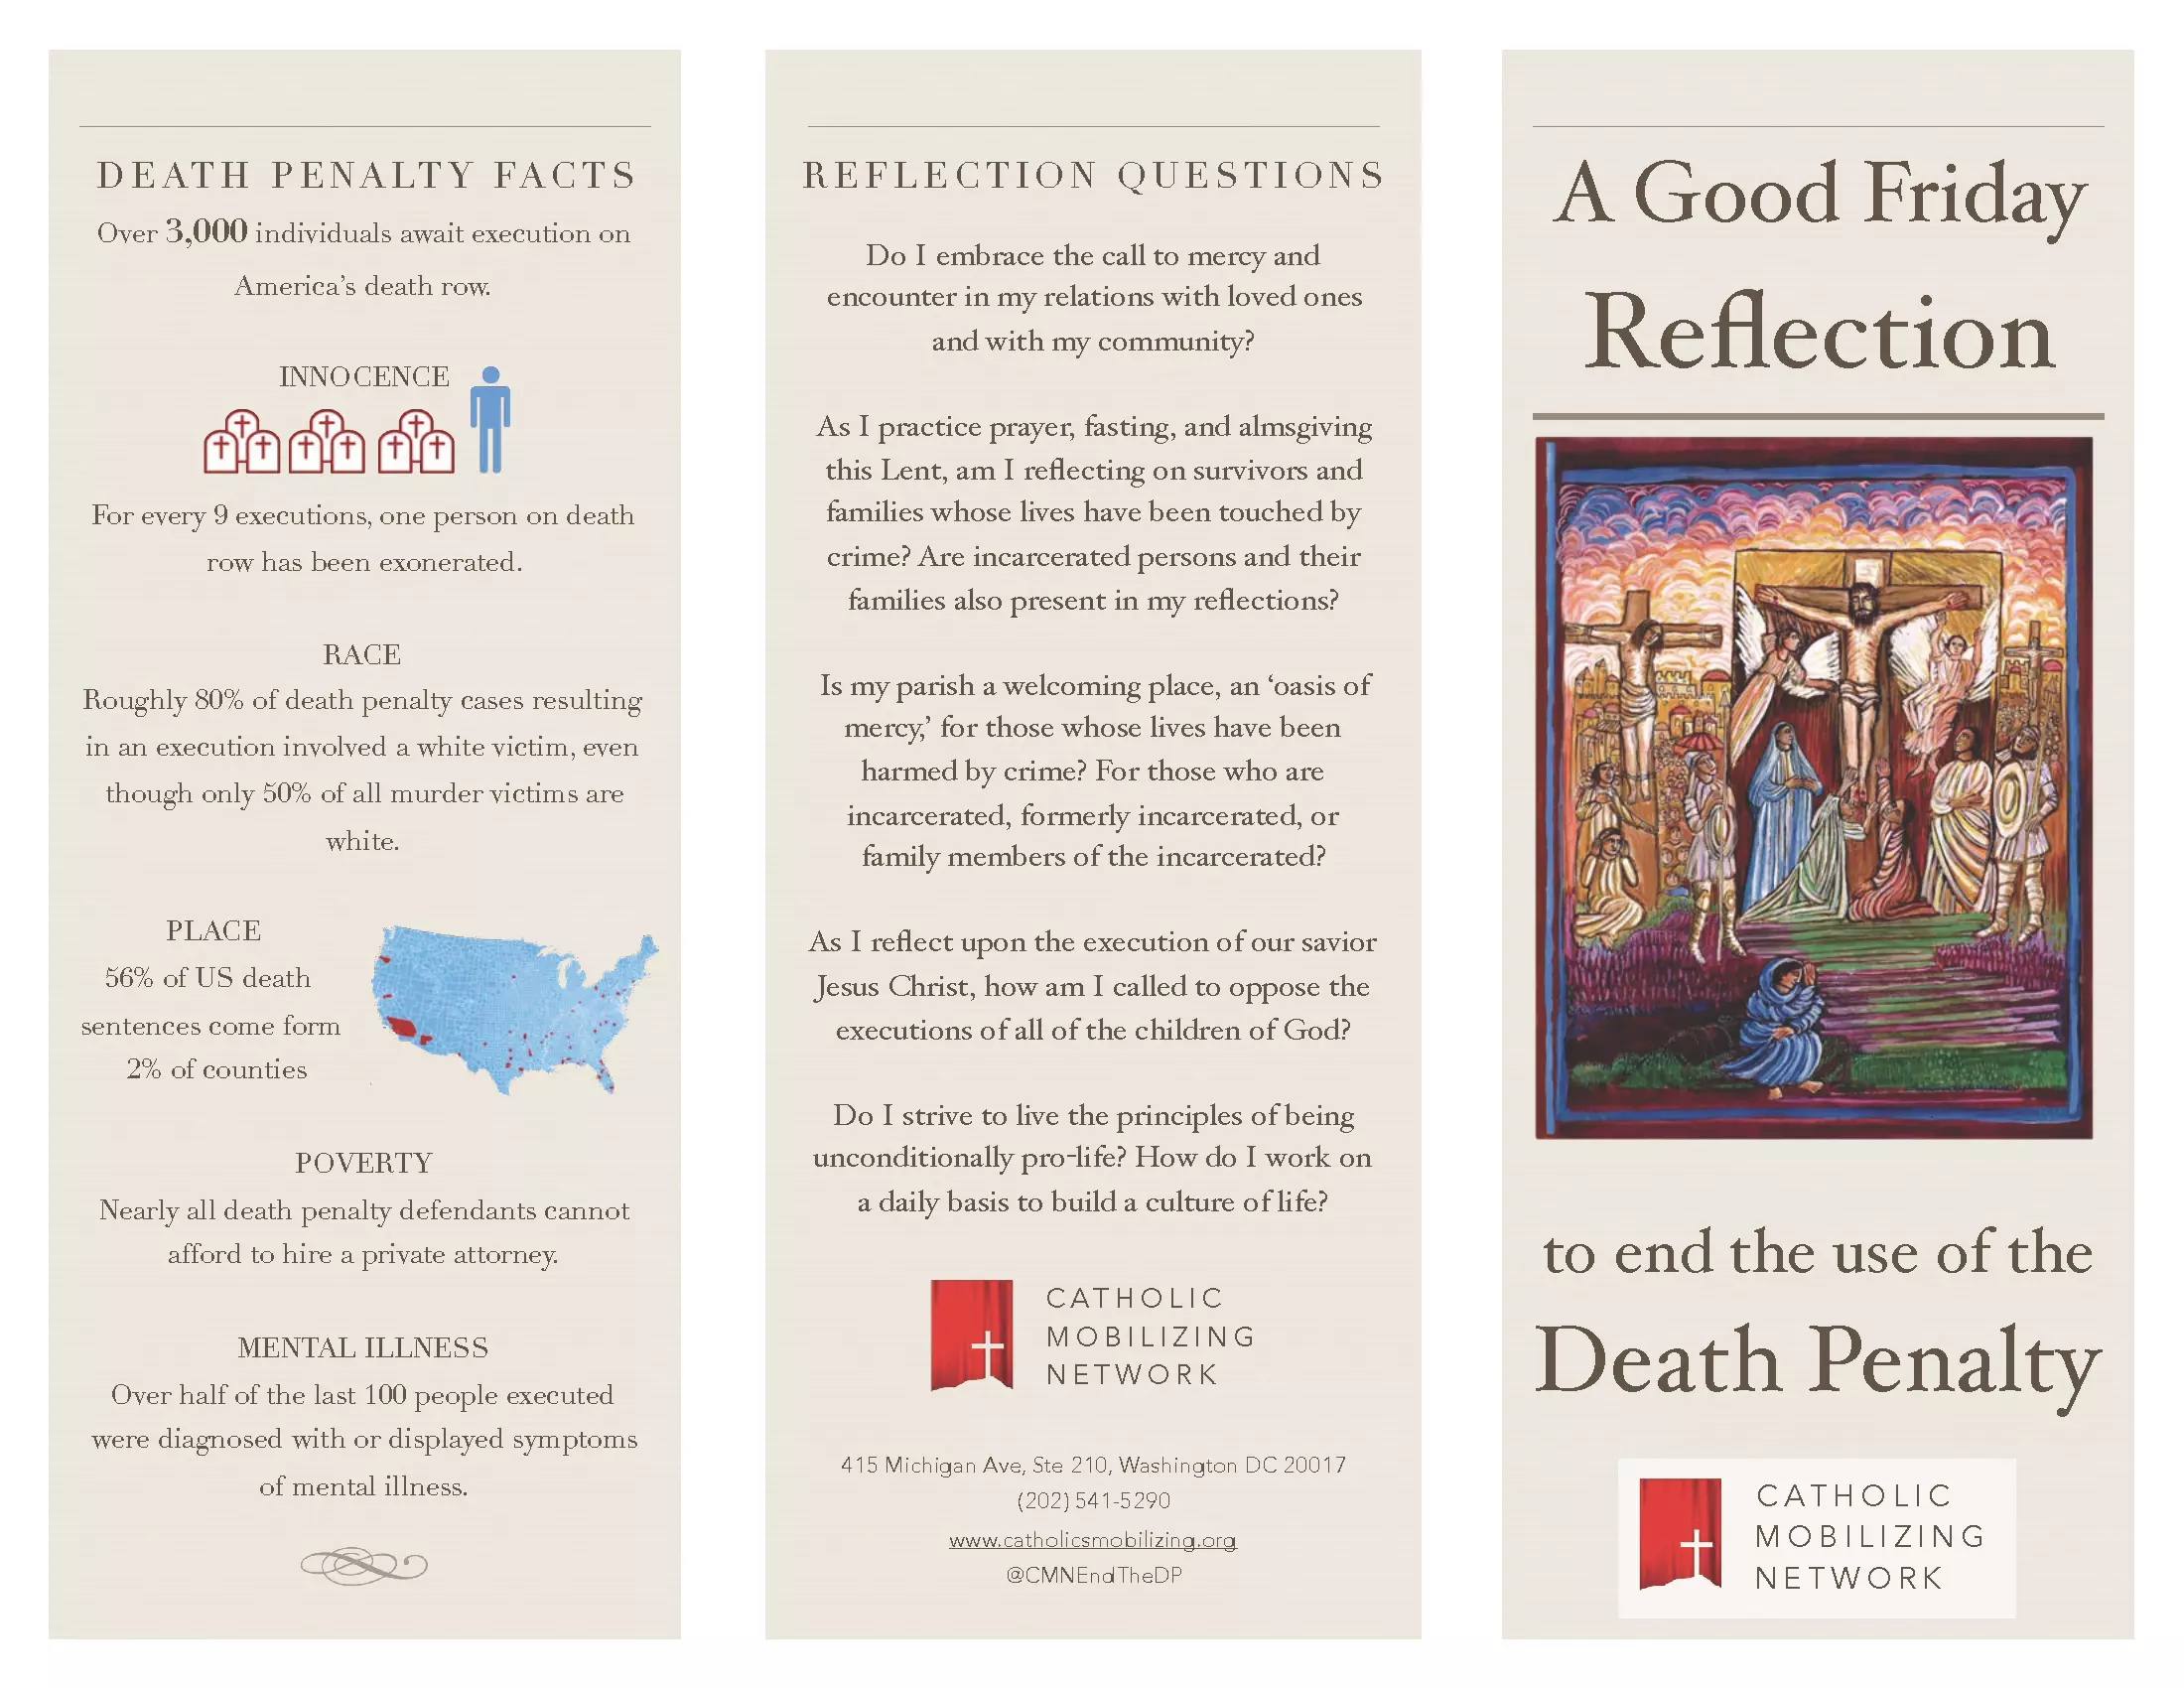 DEATH PENALTY FACTS
Over 3,000 individuals await execution on
America's death row.
INNOCENCE
For every 9 executions, one person on death
row has been exonerated.
RACE
Roughly 80% of death penalty cases resulting
in an execution involved a white victim, even
though only 50% of all murder victims are
white.
PLACE
56% of US death
sentences come form
2% of counties
POVERTY
Nearly all death penalty defendants cannot
afford to hire a private attorney.
MENTAL ILLNESS
Over half of the last 100 people executed
were diagnosed with or displayed symptoms
of mental illness.
REFLECTION QUESTIONS
Do I embrace the call to mercy and
encounter in my relations with loved ones
and with my community?
As I practice prayer, fasting, and almsgiving
this Lent, am I reflecting on survivors and
families whose lives have been touched by
crime? Are incarcerated persons and their
families also present in my reflections?
Is my parish a welcoming place, an ‘oasis of
mercy,’ for those whose lives have been
harmed by crime? For those who are
incarcerated, formerly incarcerated, or
family members of the incarcerated?
As I reflect upon the execution of our savior
Jesus Christ, how am I called to oppose the
executions of all of the children of God?
Do I strive to live the principles of being
unconditionally pro-life? How do I work on
a daily basis to build a culture of life?
CATHOLIC
MOBILIZING
NETWORK
415 Michigan Ave, Ste 210, Washington DC 20017
(202) 541-5290
www.catholicsmobilizing.org
@CMNEndTheDP
A Good Friday
Reflection
to end the use of the
Death Penalty
CATHOLIC
MOBILIZING
NETWORK